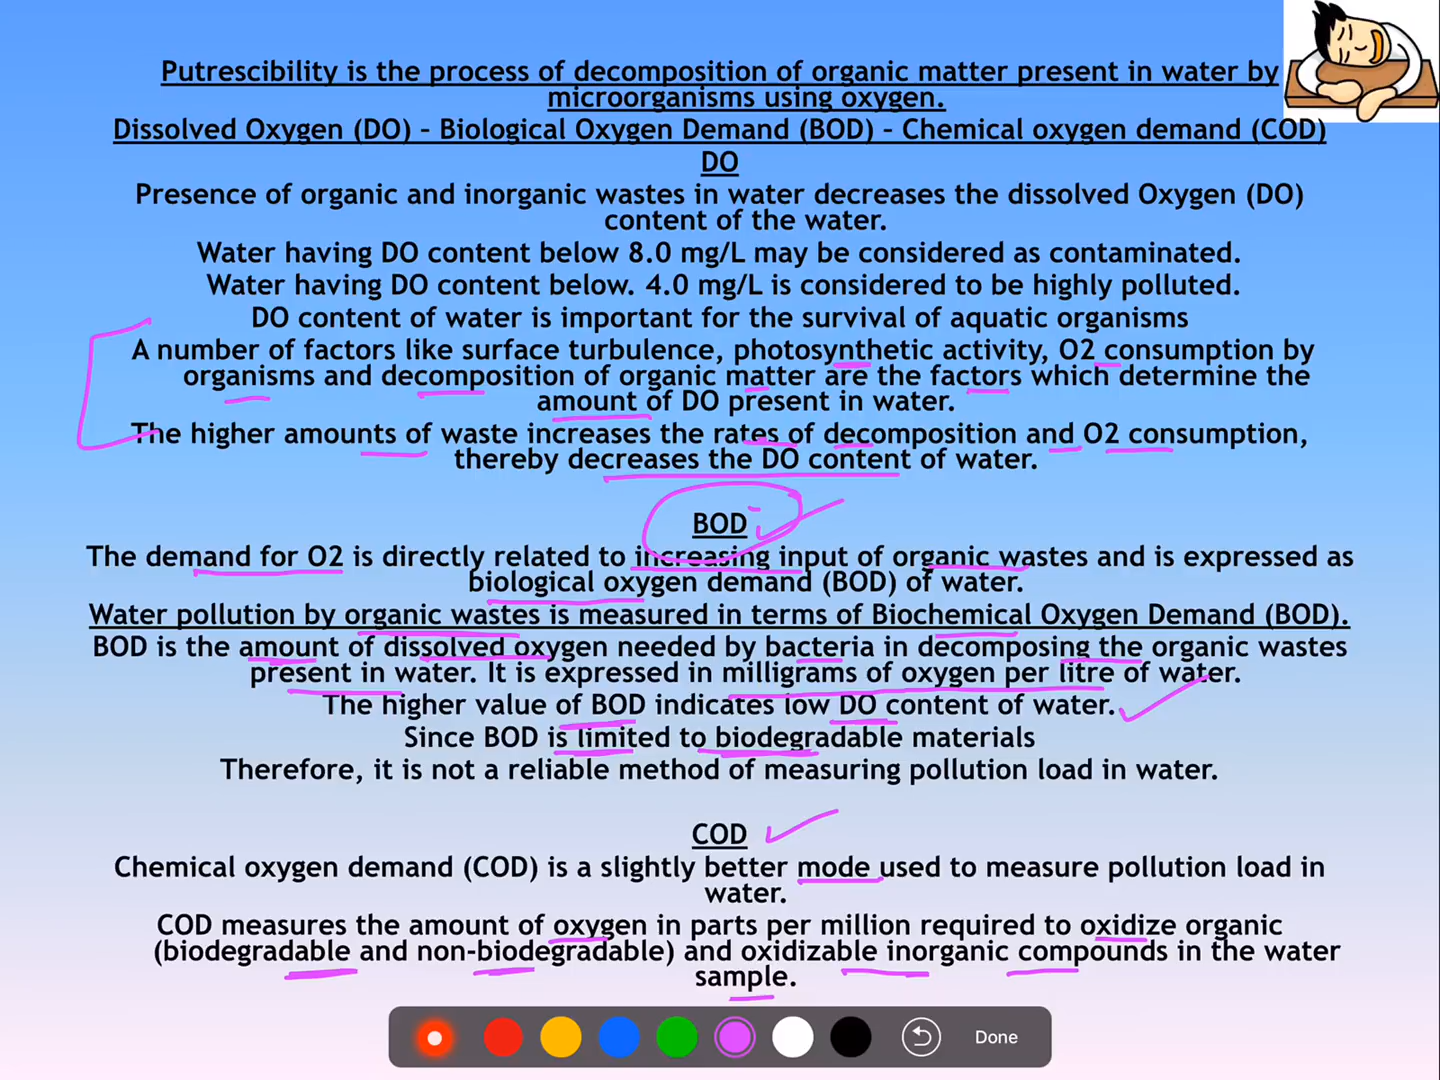 Putrescibility is the process of decomposition of organic matter present in water by
microorganisms using oxygen.
Dissolved Oxygen (DO) – Biological Oxygen Demand (BOD) – Chemical oxygen demand (COD)
DO
Presence of organic and inorganic wastes in water decreases the dissolved Oxygen (DO)
content of the water.
Water having DO content below 8.0 mg/L may be considered as contaminated.
Water having DO content below. 4.0 mg/L is considered to be highly polluted.
DO content of water is important for the survival of aquatic organisms
A number of factors like surface turbulence, photosynthetic activity, O2 consumption by
organisms and decomposition of organic matter are the factors which determine the
amount of DO present in water.
The higher amounts of waste increases the rates of decomposition and O2 consumption,
thereby decreases the DO content of water.
BOD
The demand for O2 is directly related to increasing input of organic wastes and is expressed as
biological oxygen demand (BOD) of water.
Water pollution by organic wastes is measured in terms of Biochemical Oxygen Demand (BOD).
BOD is the amount of dissolved oxygen needed by bacteria in decomposing the organic wastes
present in water. It is expressed in milligrams of oxygen per litre of water.
The higher value of BOD indicates low DO content of water.
Since BOD is limited to biodegradable materials
Therefore, it is not a reliable method of measuring pollution load in water.
COD
Chemical oxygen demand (COD) is a slightly better mode used to measure pollution load in
water.
COD measures the amount of oxygen in parts per million required to oxidize organic
(biodegradable and non-biodegradable) and oxidizable inorganic compounds in the water
sample.
Done